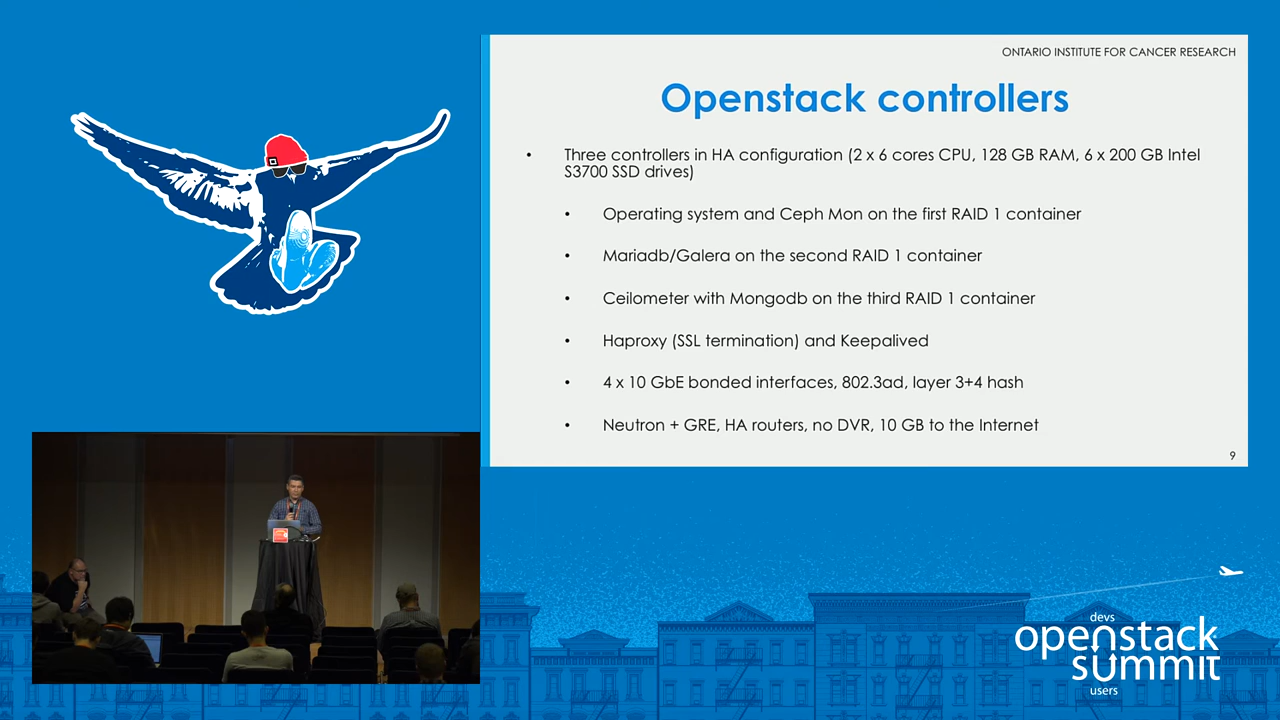 ONTARIO INSTITUTE FOR CANCER RESEARCH
Openstack controllers
• Three controllers in HA configuration (2 x 6 cores CPU, 128 GB RAM, 6 x 200 GB Intel
S3700 SSD drives)
• Operating system and Ceph Mon on the first RAID 1 container
• Mariadb/Galera on the second RAID 1 container
• Ceilometer with Mongodb on the third RAID 1 container
• Haproxy (SSL termination) and Keepalived
• 4 x 10 GbE bonded interfaces, 802.3ad, layer 3+4 hash
• Neutron + GRE, HA routers, no DVR, 10 GB to the Internet
9
devs
openstack
summit
users